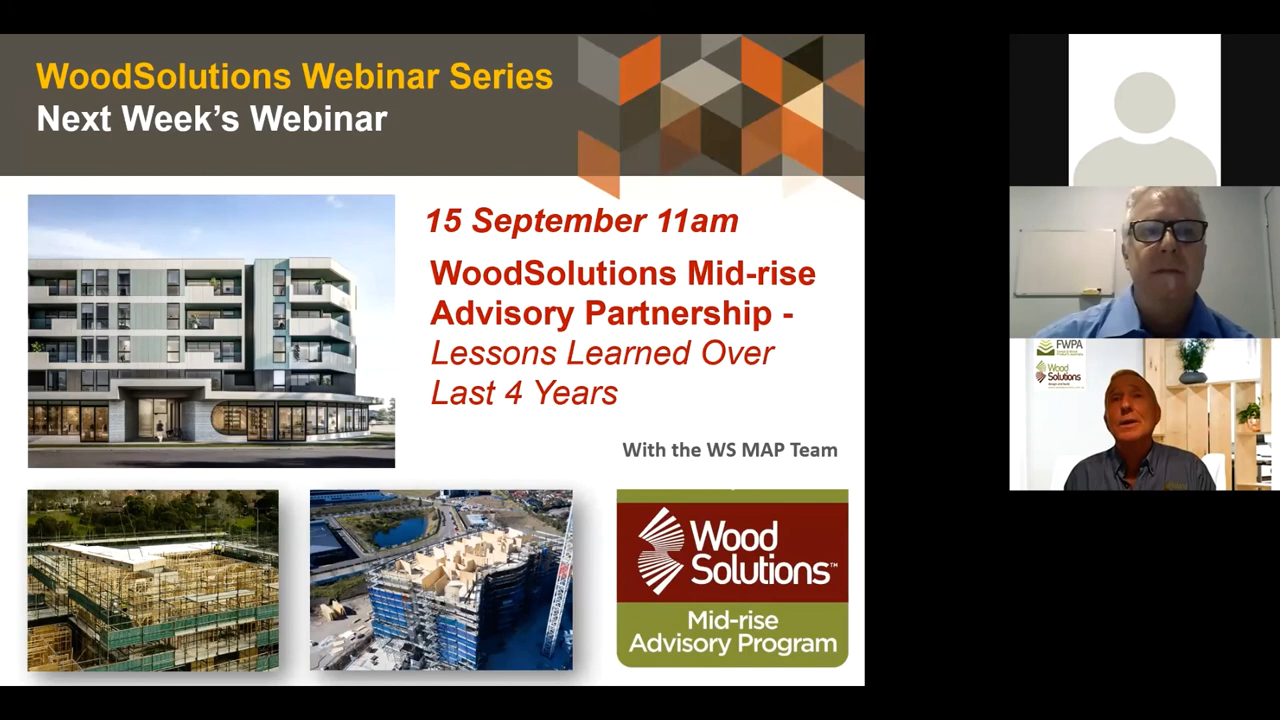 WoodSolutions Webinar Series
Next Week's Webinar
15 September 11am
WoodSolutions Mid-rise
Advisory Partnership -
Lessons Learned Over
Last 4 Years
With the WS MAP Team
Wood
Solutions™
Mid-rise
Advisory Program
FWPA
Wood
Solutions